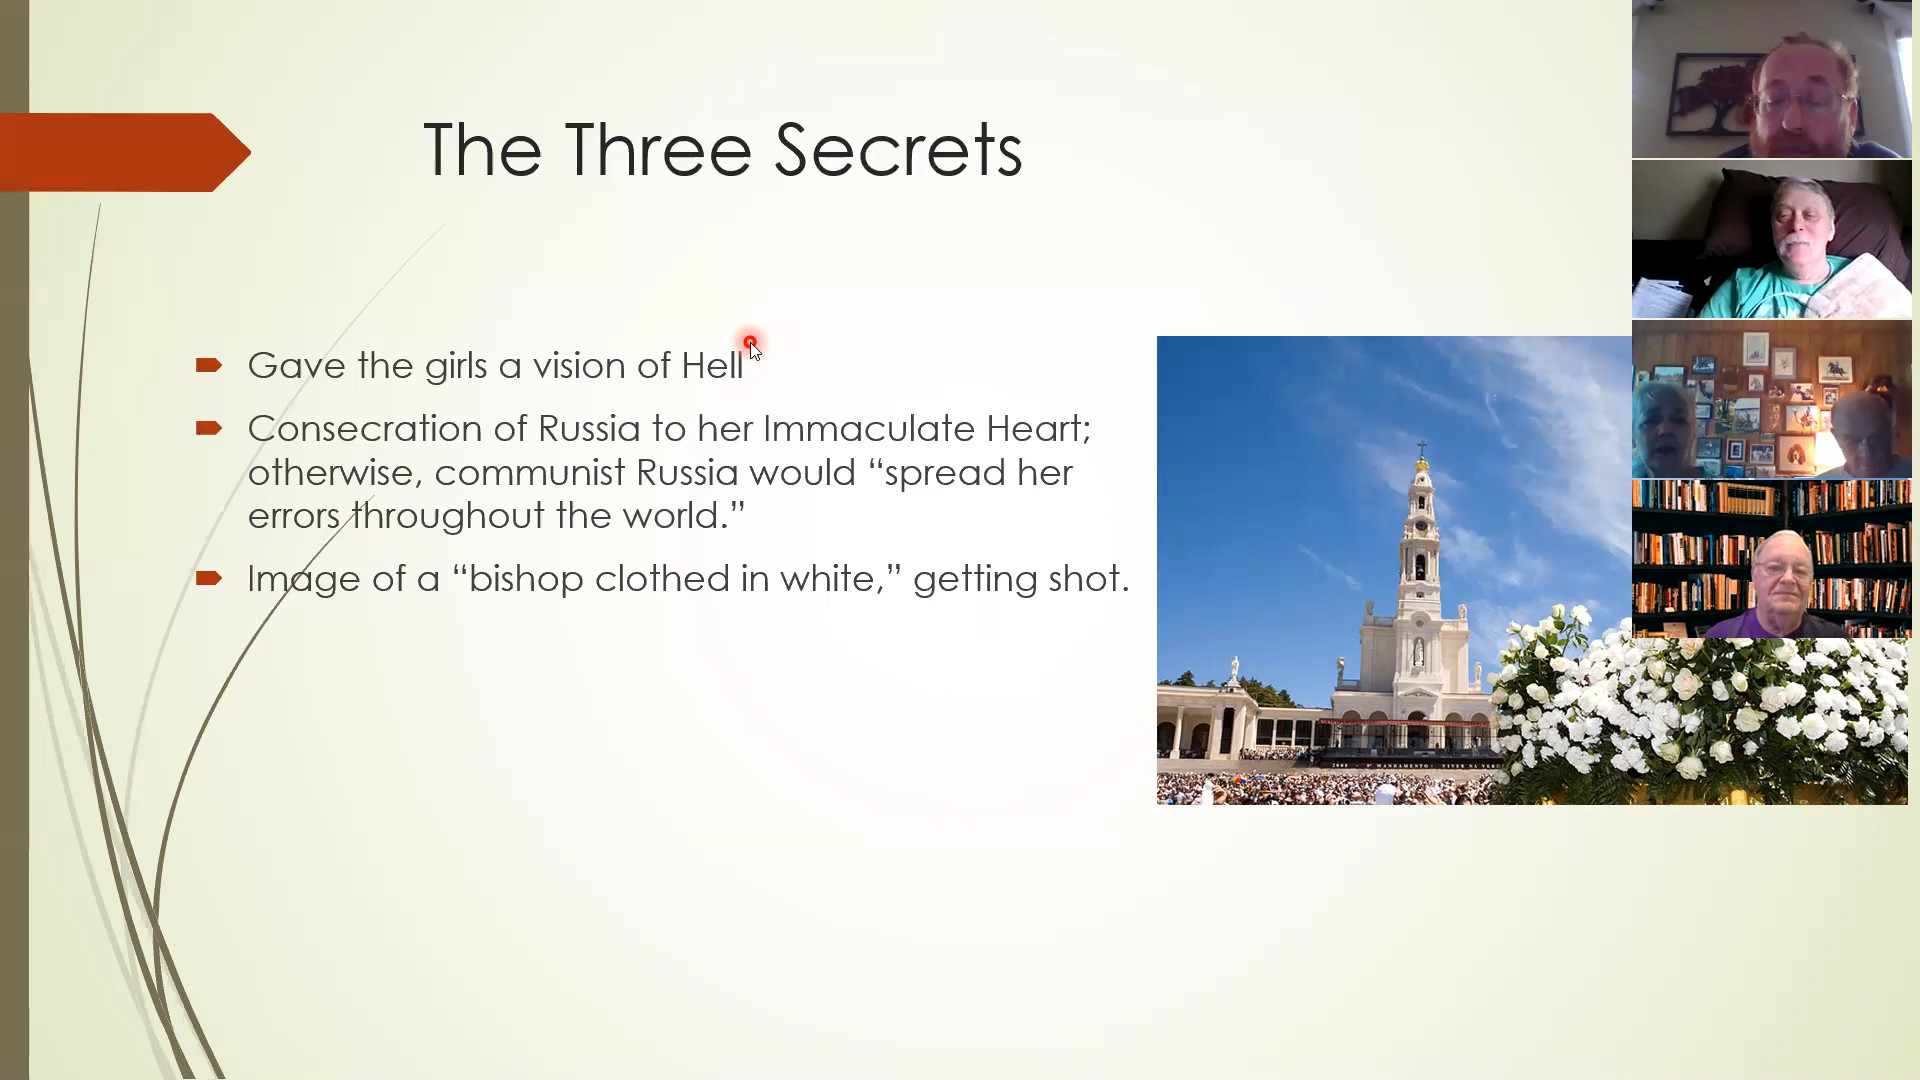 The Three Secrets
Gave the girls a vision of Hell
Consecration of Russia to her Immaculate Heart;
otherwise, communist Russia would “spread her
errors throughout the world.”
Image of a “bishop clothed in white,” getting shot.
MANDAMENTO